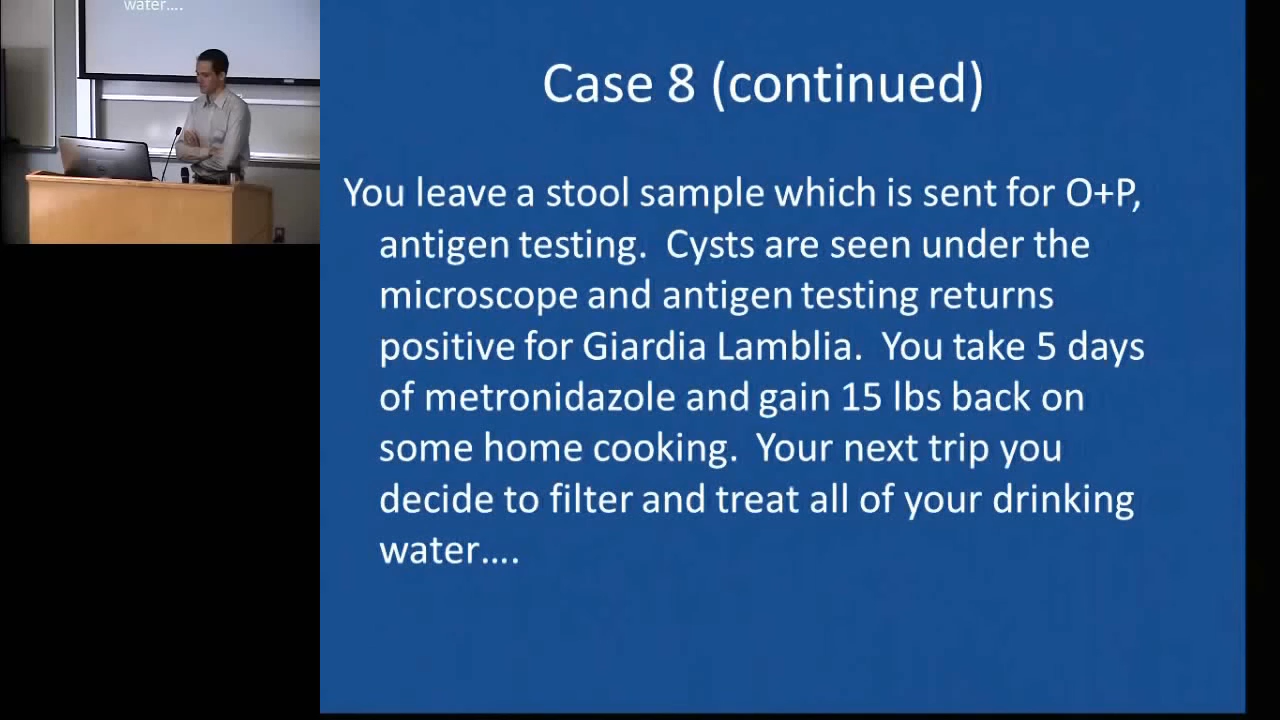 water....
Case 8 (continued)
You leave a stool sample which is sent for O+P,
antigen testing.  Cysts are seen under the
microscope and antigen testing returns
positive for Giardia Lamblia.  You take 5 days
of metronidazole and gain 15 lbs back on
some home cooking.  Your next trip you
decide to filter and treat all of your drinking
water....